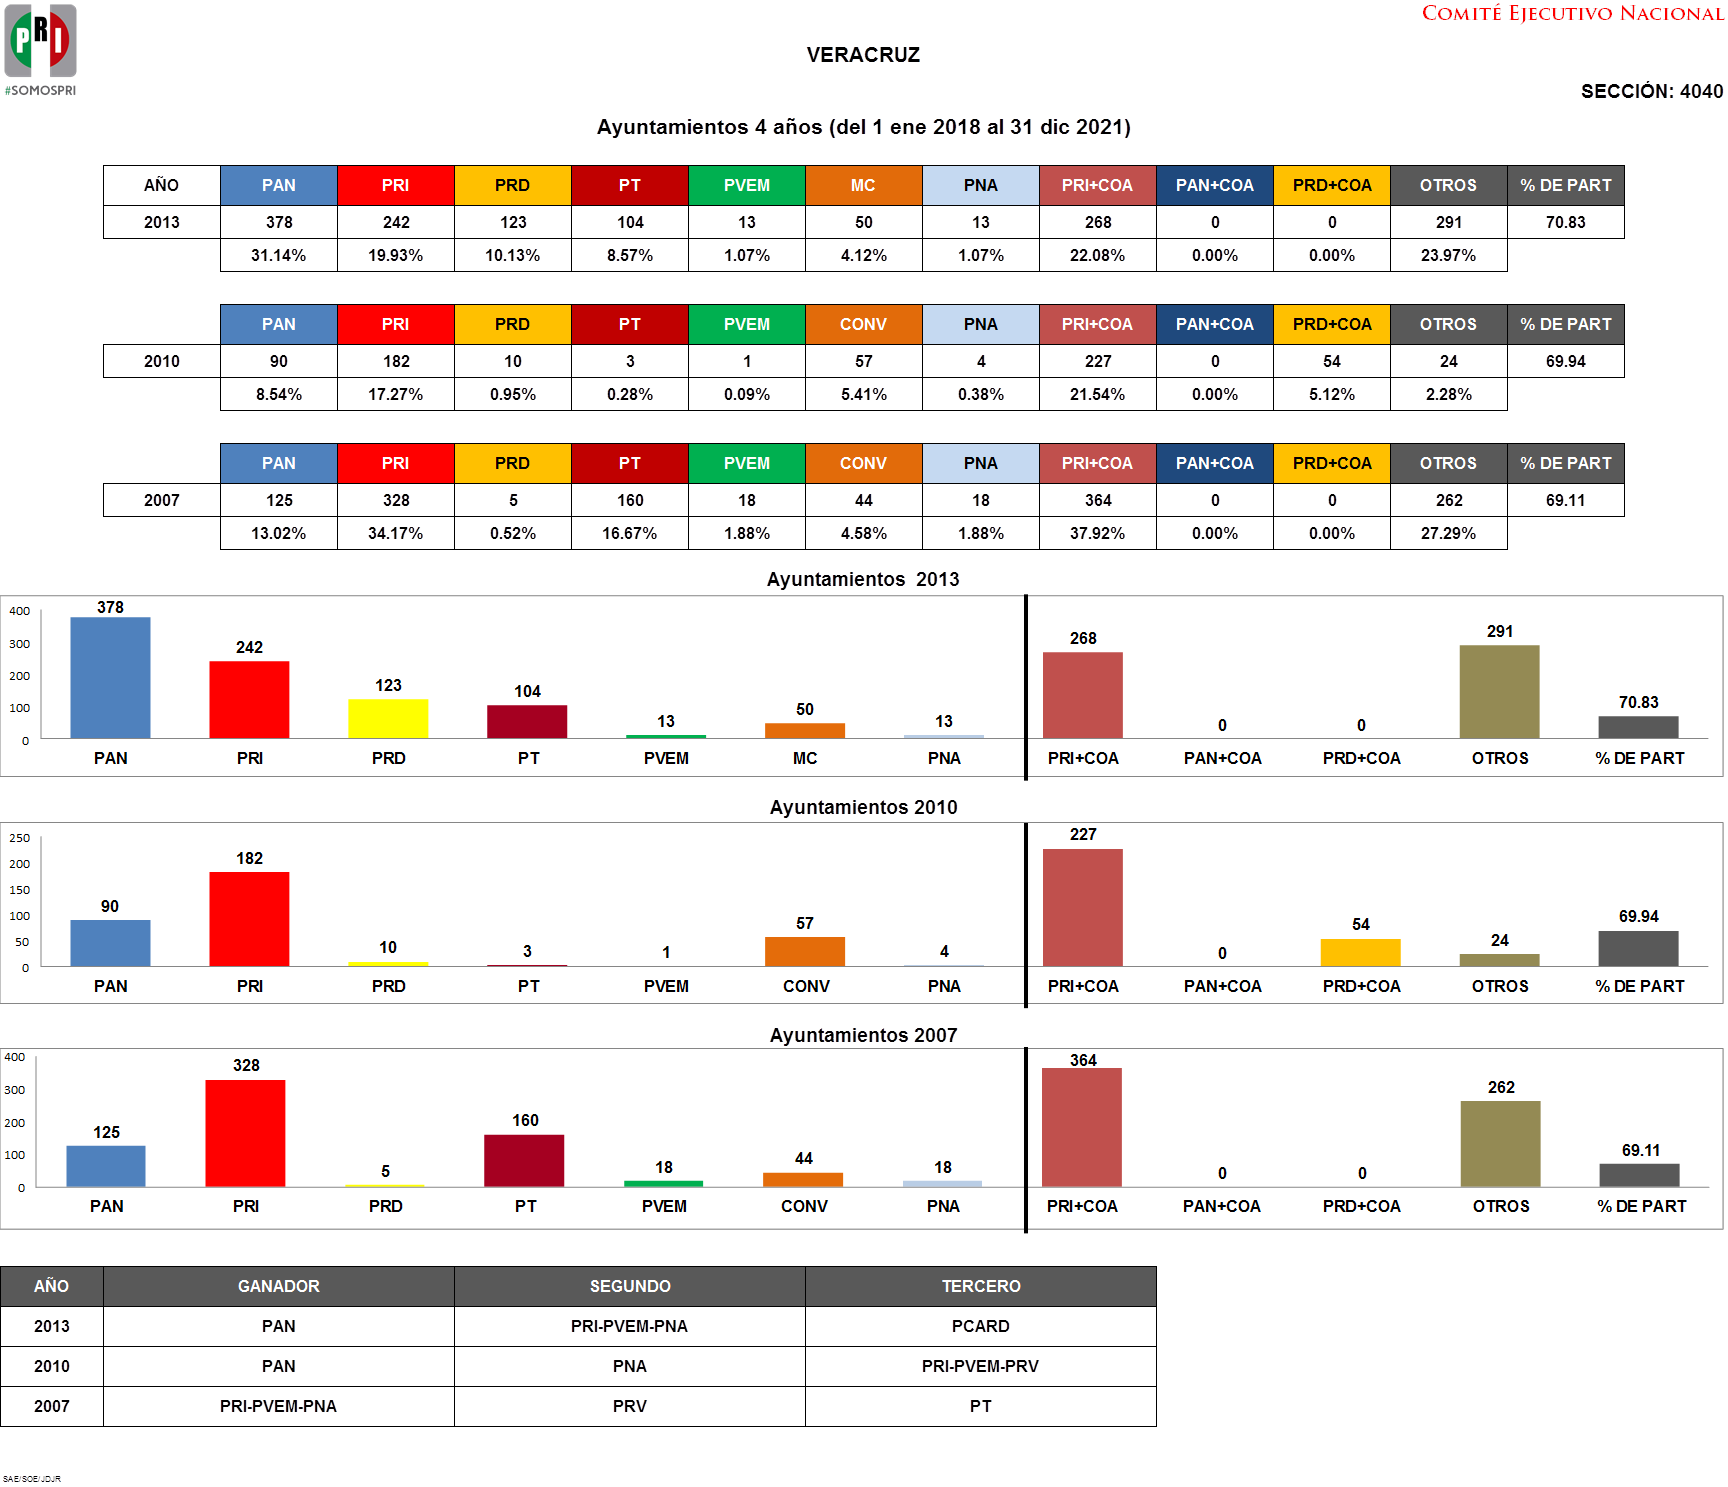 PRI
#SOMOSPRI
COMITÉ EJECUTIVO NACIONAL
VERACRUZ
SECCIÓN: 4040
Ayuntamientos 4 años (del 1 ene 2018 al 31 dic 2021)
AÑO PAN PRI PRD PT PVEM MC PNA PRI+COA PAN+COA PRD+COA OTROS % DE PART
2013 378 242 123 104 13 50 13 268 0 0 291 70.83
31.14% 19.93% 10.13% 8.57% 1.07% 4.12% 1.07% 22.08% 0.00% 0.00% 23.97%
PAN PRI PRD PT PVEM CONV PNA PRI+COA PAN+COA PRD+COA OTROS % DE PART
2010 90 182 10 3 1 57 4 227 0 54 24 69.94
8.54% 17.27% 0.95% 0.28% 0.09% 5.41% 0.38% 21.54% 0.00% 5.12% 2.28%
PAN PRI PRD PT PVEM CONV PNA PRI+COA PAN+COA PRD+COA OTROS % DE PART
2007 125 328 5 160 18 44 18 364 0 0 262 69.11
13.02% 34.17% 0.52% 16.67% 1.88% 4.58% 1.88% 37.92% 0.00% 0.00% 27.29%
Ayuntamientos 2013
400
300
200
100
0
378 242 123 104 13 50 13 268 0 0 291 70.83
PAN PRI PRD PT PVEM MC PNA PRI+COA PAN+COA PRD+COA OTROS % DE PART
Ayuntamientos 2010
250
200
150
100
50
0
90 182 10 3 1 57 4 227 0 54 24 69.94
PAN PRI PRD PT PVEM CONV PNA PRI+COA PAN+COA PRD+COA OTROS % DE PART
Ayuntamientos 2007
400
300
200
100
0
125 328 5 160 18 44 18 364 0 0 262 69.11
PAN PRI PRD PT PVEM CONV PNA PRI+COA PAN+COA PRD+COA OTROS % DE PART
AÑO GANADOR SEGUNDO TERCERO
2013 PAN PRI-PVEM-PNA PCARD
2010 PAN PNA PRI-PVEM-PRV
2007 PRI-PVEM-PNA PRV PT
SAE/SOE/JDJR